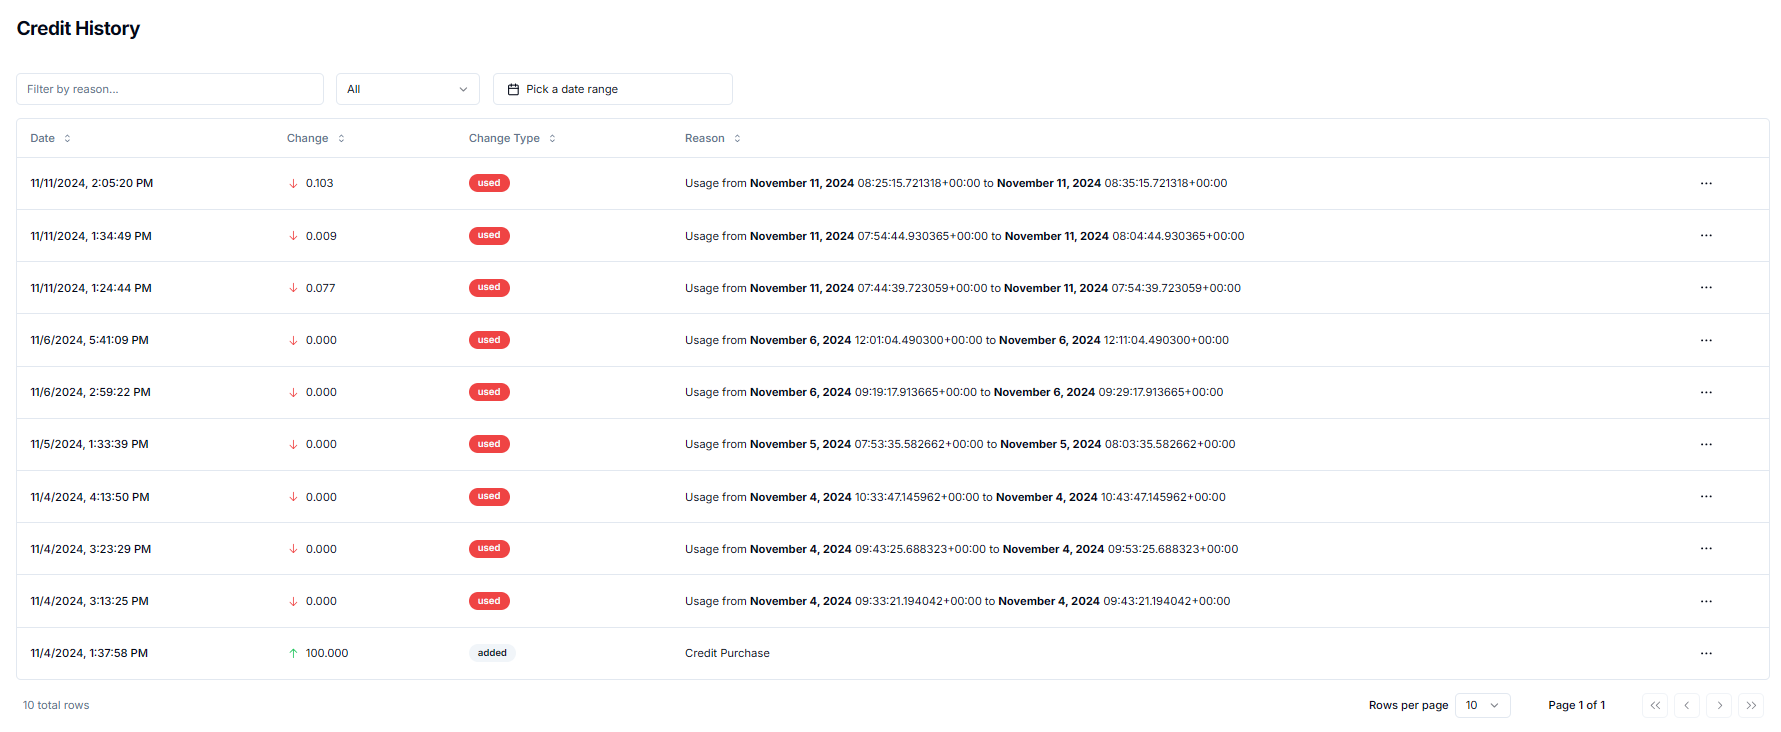 Credit History
Filter by reason... All Pick a date range
Date Change Change Type Reason
11/11/2024, 2:05:20 PM 0.103 used Usage from November 11, 2024 08:25:15.721318+00:00 to November 11, 2024 08:35:15.721318+00:00
11/11/2024, 1:34:49 PM 0.009 used Usage from November 11, 2024 07:54:44.930365+00:00 to November 11, 2024 08:04:44.930365+00:00
11/11/2024, 1:24:44 PM 0.077 used Usage from November 11, 2024 07:44:39.723059+00:00 to November 11, 2024 07:54:39.723059+00:00
11/6/2024, 5:41:09 PM 0.000 used Usage from November 6, 2024 12:01:04.490300+00:00 to November 6, 2024 12:11:04.490300+00:00
11/6/2024, 2:59:22 PM 0.000 used Usage from November 6, 2024 09:19:17.913665+00:00 to November 6, 2024 09:29:17.913665+00:00
11/5/2024, 1:33:39 PM 0.000 used Usage from November 5, 2024 07:53:35.582662+00:00 to November 5, 2024 08:03:35.582662+00:00
11/4/2024, 4:13:50 PM 0.000 used Usage from November 4, 2024 10:33:47.145962+00:00 to November 4, 2024 10:43:47.145962+00:00
11/4/2024, 3:23:29 PM 0.000 used Usage from November 4, 2024 09:43:25.688323+00:00 to November 4, 2024 09:53:25.688323+00:00
11/4/2024, 3:13:25 PM 0.000 used Usage from November 4, 2024 09:33:21.194042+00:00 to November 4, 2024 09:43:21.194042+00:00
11/4/2024, 1:37:58 PM 100.000 added Credit Purchase
10 total rows Rows per page 10 Page 1 of 1